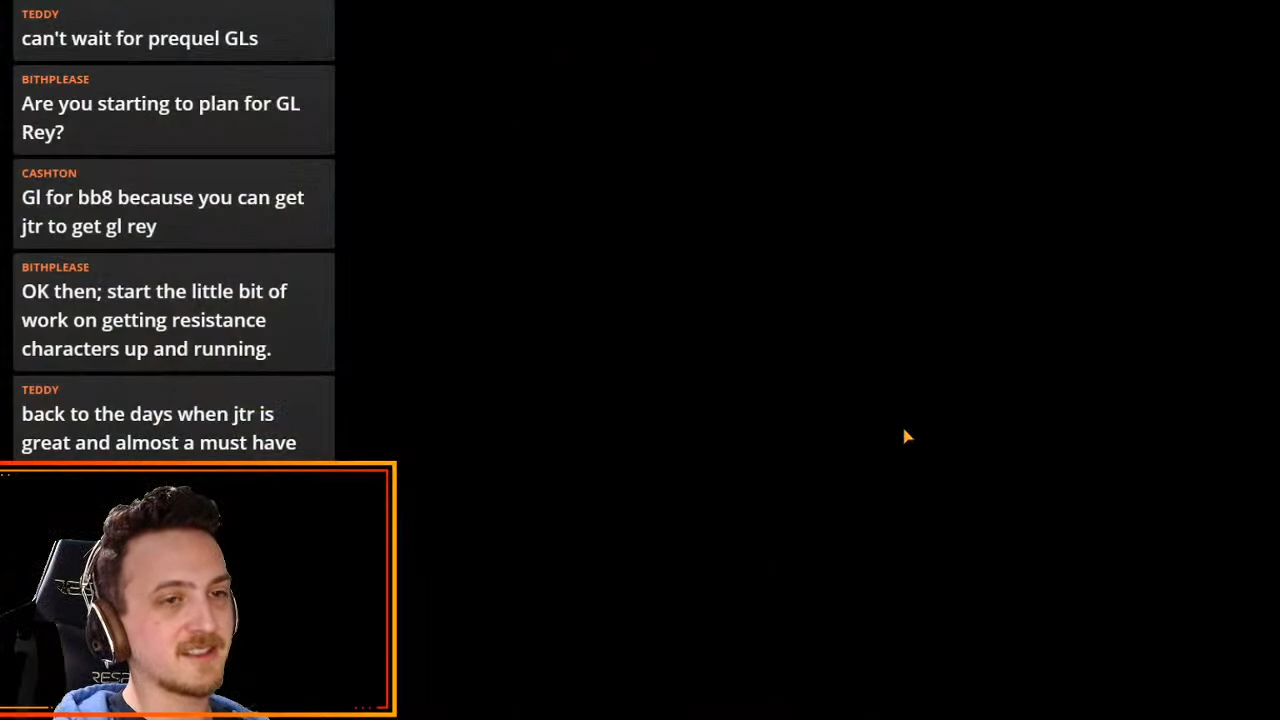 TEDDY
can't wait for prequel GLs
BITHPLEASE
Are you starting to plan for GL
Rey?
CASHTON
Gl for bb8 because you can get
jtr to get gl rey
BITHPLEASE
OK then; start the little bit of
work on getting resistance
characters up and running.
TEDDY
back to the days when jtr is
great and almost a must have